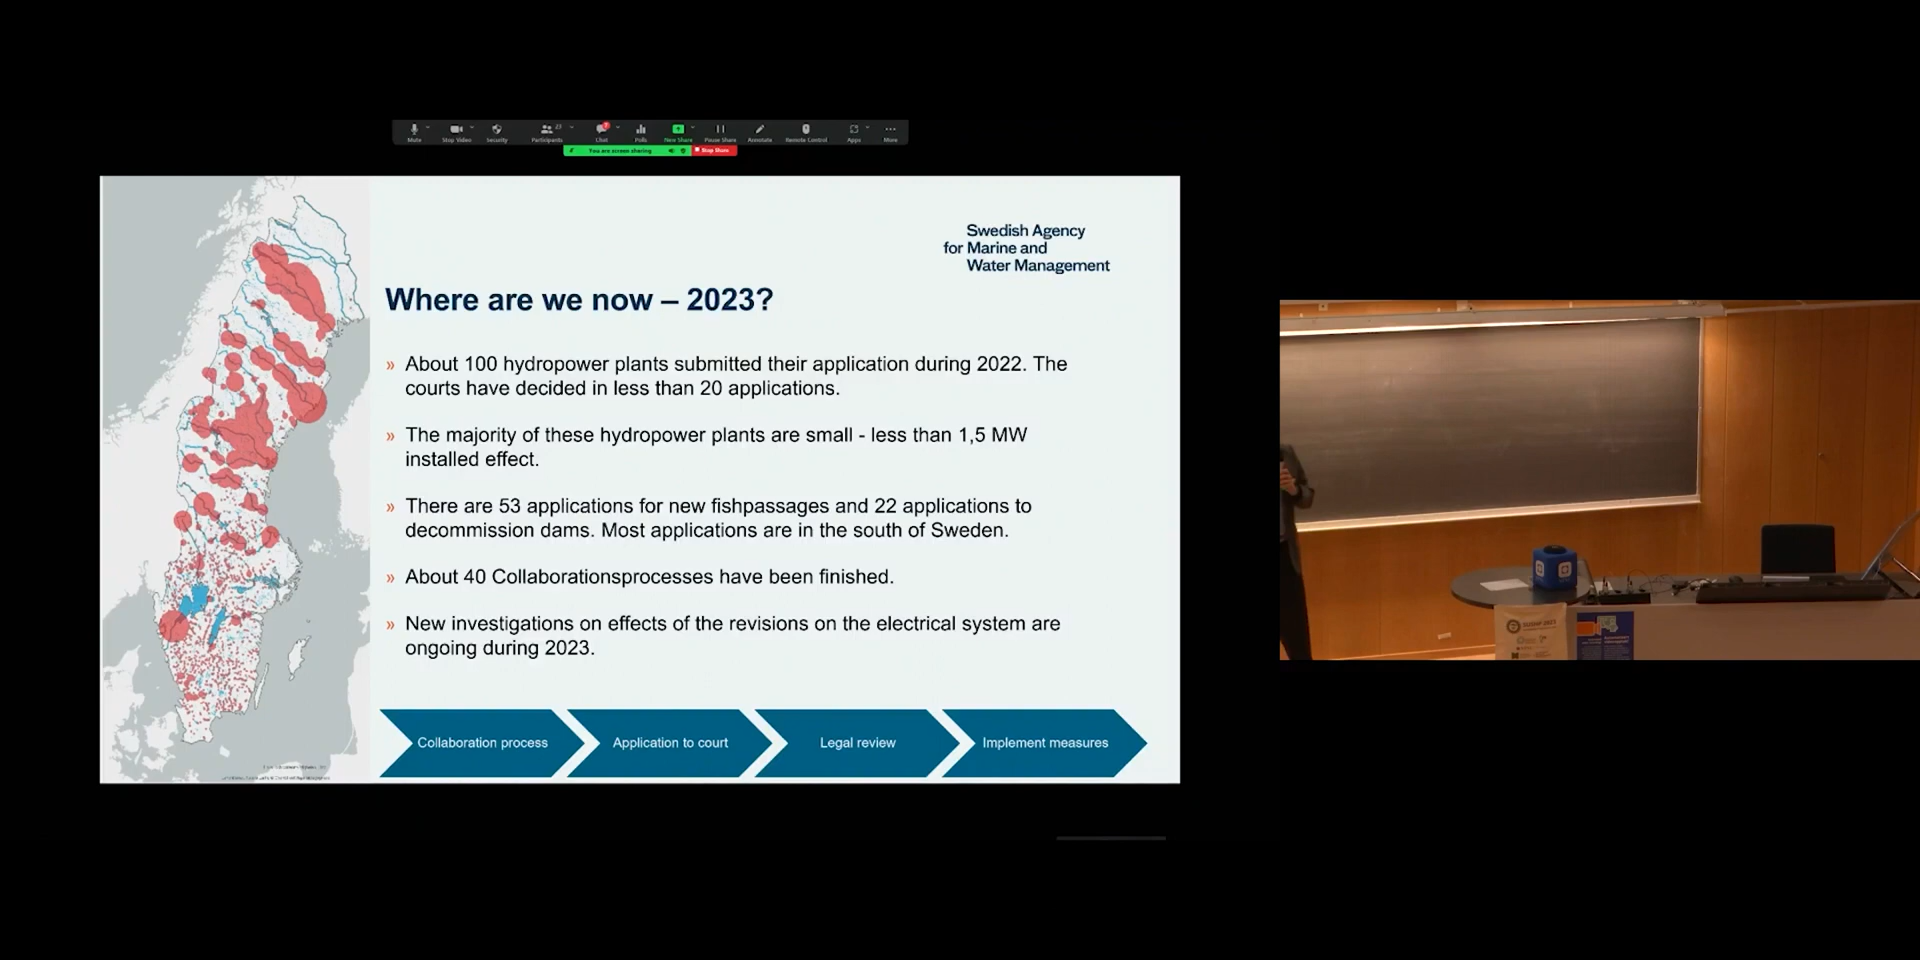 Mute
Stop Video
Security
Participants
23
Chat
Polls
New Share
Pause Share
Annotate
Remote Control
Apps
More
You are screen sharing
Stop Share
Swedish Agency
for Marine and
Water Management
Where are we now – 2023?
» About 100 hydropower plants submitted their application during 2022. The
courts have decided in less than 20 applications.
» The majority of these hydropower plants are small - less than 1,5 MW
installed effect.
» There are 53 applications for new fishpassages and 22 applications to
decommission dams. Most applications are in the south of Sweden.
» About 40 Collaborationsprocesses have been finished.
» New investigations on effects of the revisions on the electrical system are
ongoing during 2023.
Collaboration process
Application to court
Legal review
Implement measures